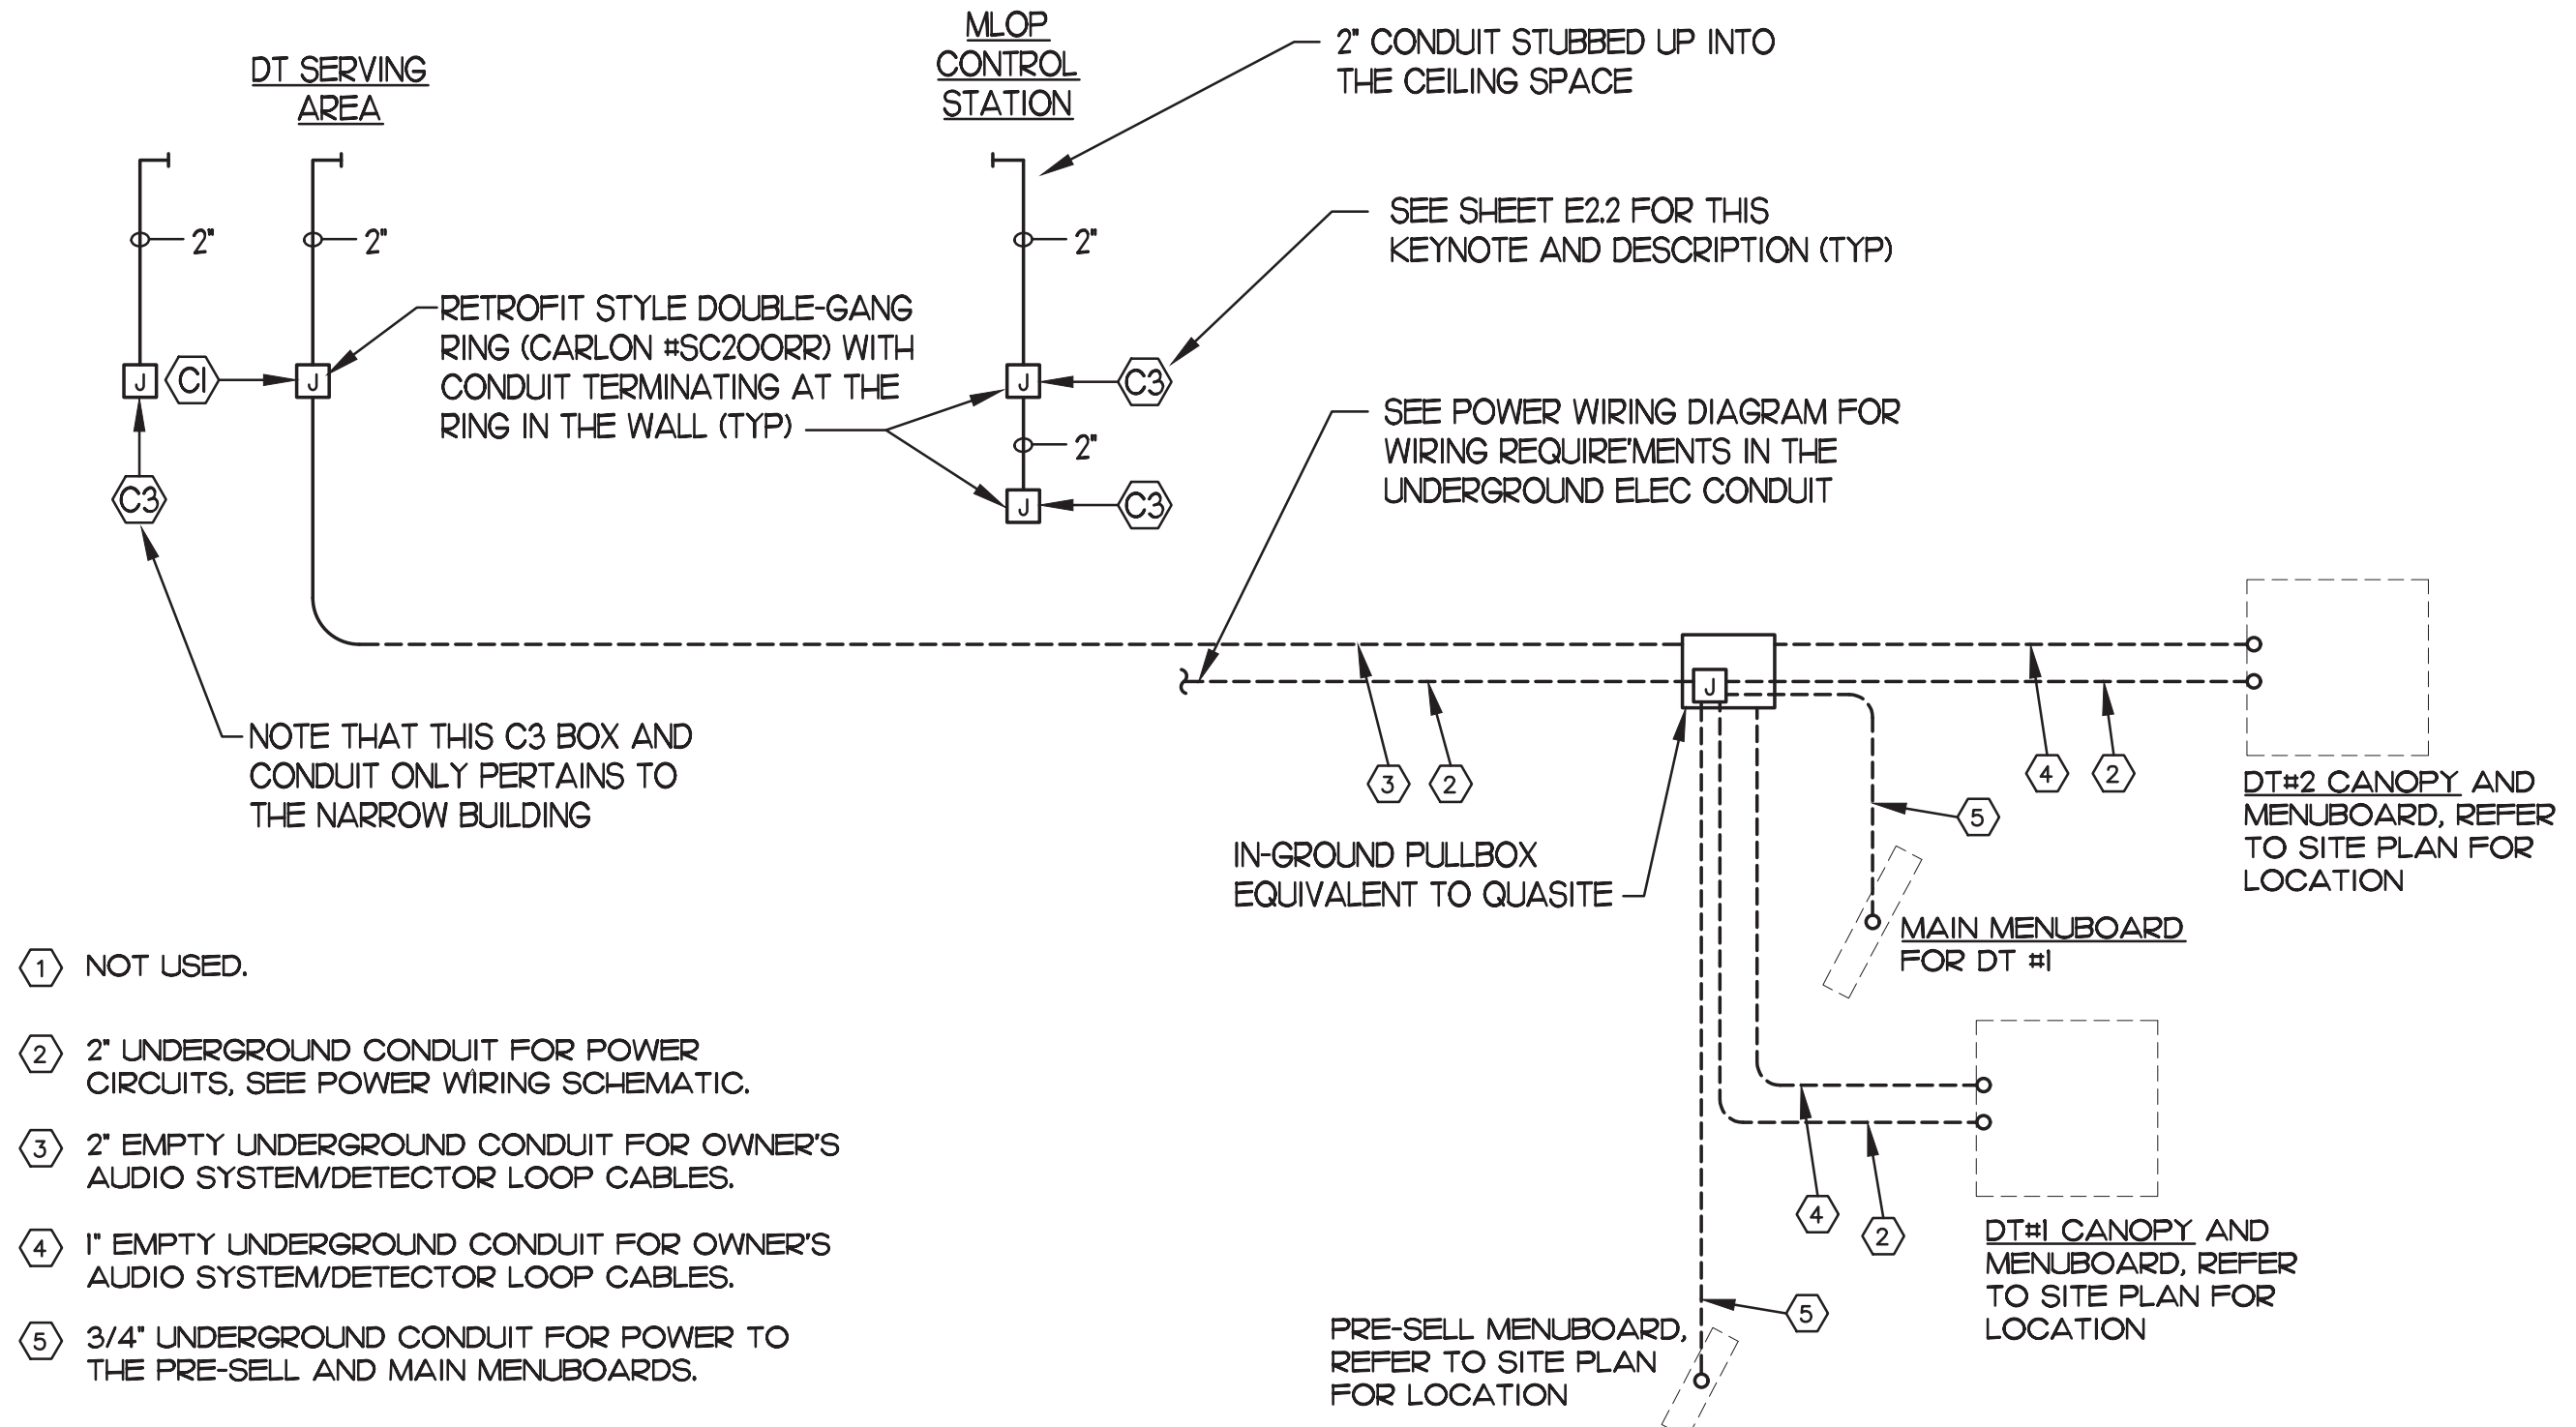 DT SERVING
AREA
MLOP
CONTROL
STATION
2" CONDUIT STUBBED UP INTO
THE CEILING SPACE
2"
2"
2"
SEE SHEET E2.2 FOR THIS
KEYNOTE AND DESCRIPTION (TYP)
RETROFIT STYLE DOUBLE-GANG
RING (CARLON #SC200RR) WITH
CONDUIT TERMINATING AT THE
RING IN THE WALL (TYP)
J
C1
J
J
C3
2"
C3
J
C3
SEE POWER WIRING DIAGRAM FOR
WIRING REQUIRE'MENTS IN THE
UNDERGROUND ELEC CONDUIT
NOTE THAT THIS C3 BOX AND
CONDUIT ONLY PERTAINS TO
THE NARROW BUILDING
J
3
2
4
2
5
DT#2 CANOPY AND
MENUBOARD, REFER
TO SITE PLAN FOR
LOCATION
IN-GROUND PULLBOX
EQUIVALENT TO QUASITE
MAIN MENUBOARD
FOR DT #1
4
2
DT#1 CANOPY AND
MENUBOARD, REFER
TO SITE PLAN FOR
LOCATION
5
PRE-SELL MENUBOARD,
REFER TO SITE PLAN
FOR LOCATION
1 NOT USED.
2 2" UNDERGROUND CONDUIT FOR POWER
CIRCUITS, SEE POWER WIRING SCHEMATIC.
3 2" EMPTY UNDERGROUND CONDUIT FOR OWNER'S
AUDIO SYSTEM/DETECTOR LOOP CABLES.
4 1" EMPTY UNDERGROUND CONDUIT FOR OWNER'S
AUDIO SYSTEM/DETECTOR LOOP CABLES.
5 3/4" UNDERGROUND CONDUIT FOR POWER TO
THE PRE-SELL AND MAIN MENUBOARDS.